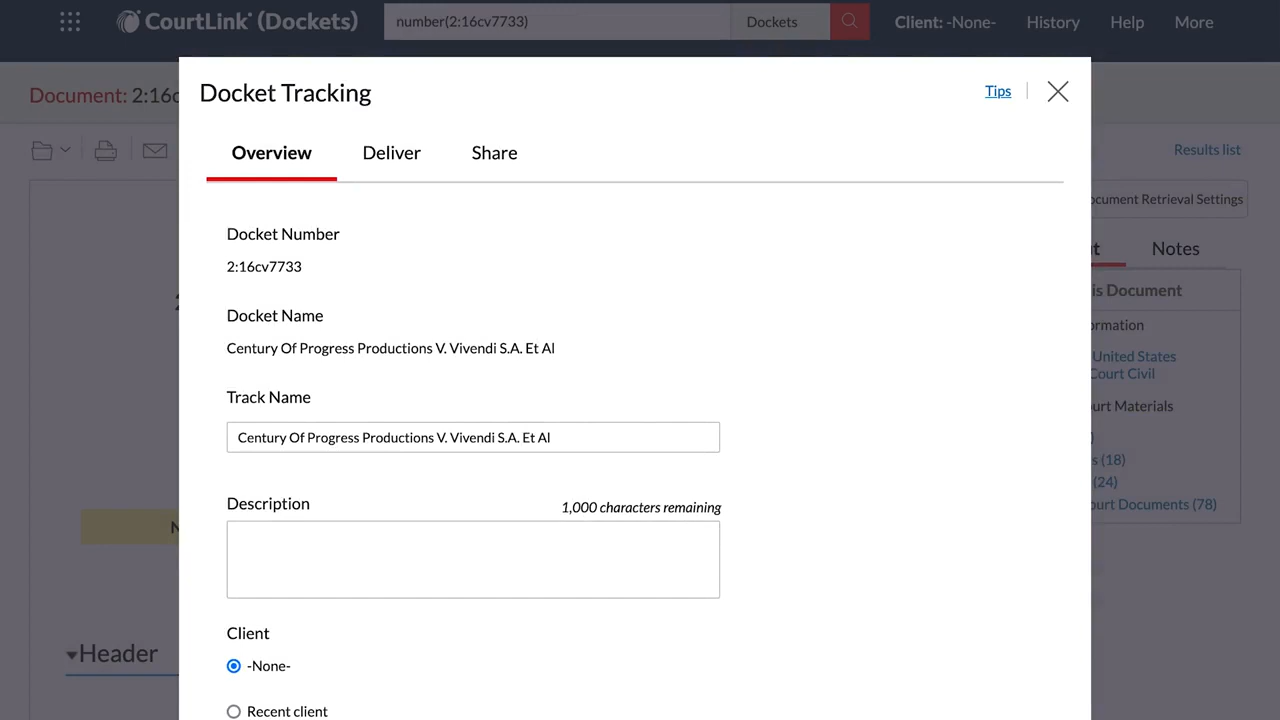 CourtLink® (Dockets)
number(2:16cv7733)
Dockets
Client: -None-
History
Help
More
Document: 2:16c
Results list
Docket Tracking
Tips
Overview
Deliver
Share
Document Retrieval Settings
Notes
Docket Number
2:16cv7733
is Document
Docket Name
Century Of Progress Productions V. Vivendi S.A. Et Al
United States
Court Civil
Track Name
Century Of Progress Productions V. Vivendi S.A. Et Al
urt Materials
s (18)
(24)
Description
1,000 characters remaining
urt Documents (78)
Client
-None-
Header
Recent client